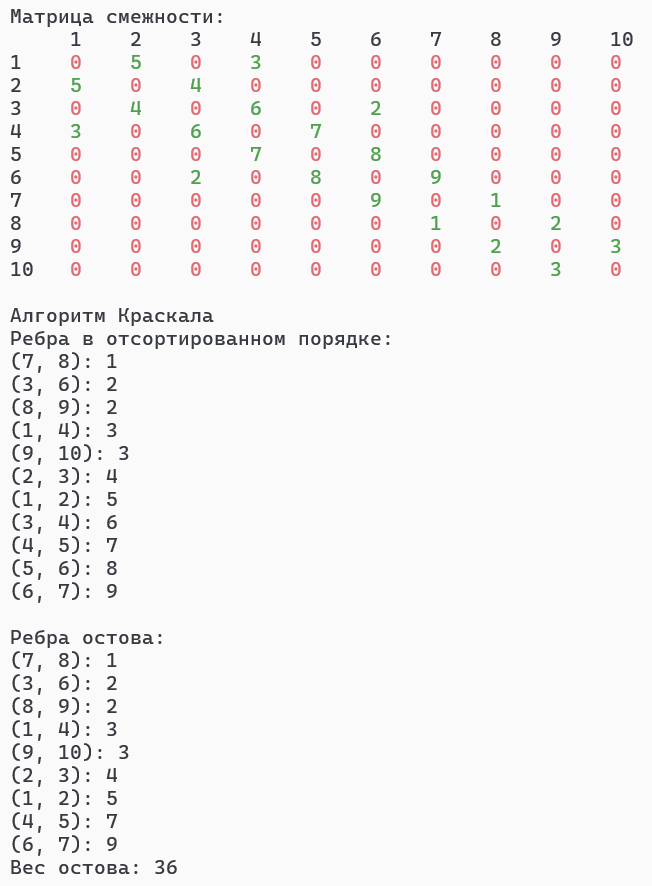 Матрица смежности:
1 2 3 4 5 6 7 8 9 10
1 0 5 0 3 0 0 0 0 0 0
2 5 0 4 0 0 0 0 0 0 0
3 0 4 0 6 0 2 0 0 0 0
4 3 0 6 0 7 0 0 0 0 0
5 0 0 0 7 0 8 0 0 0 0
6 0 0 2 0 8 0 9 0 0 0
7 0 0 0 0 0 9 0 1 0 0
8 0 0 0 0 0 0 1 0 2 0
9 0 0 0 0 0 0 0 2 0 3
10 0 0 0 0 0 0 0 0 3 0
Алгоритм Краскала
Ребра в отсортированном порядке:
(7, 8): 1
(3, 6): 2
(8, 9): 2
(1, 4): 3
(9, 10): 3
(2, 3): 4
(1, 2): 5
(3, 4): 6
(4, 5): 7
(5, 6): 8
(6, 7): 9
Ребра остова:
(7, 8): 1
(3, 6): 2
(8, 9): 2
(1, 4): 3
(9, 10): 3
(2, 3): 4
(1, 2): 5
(4, 5): 7
(6, 7): 9
Вес остова: 36